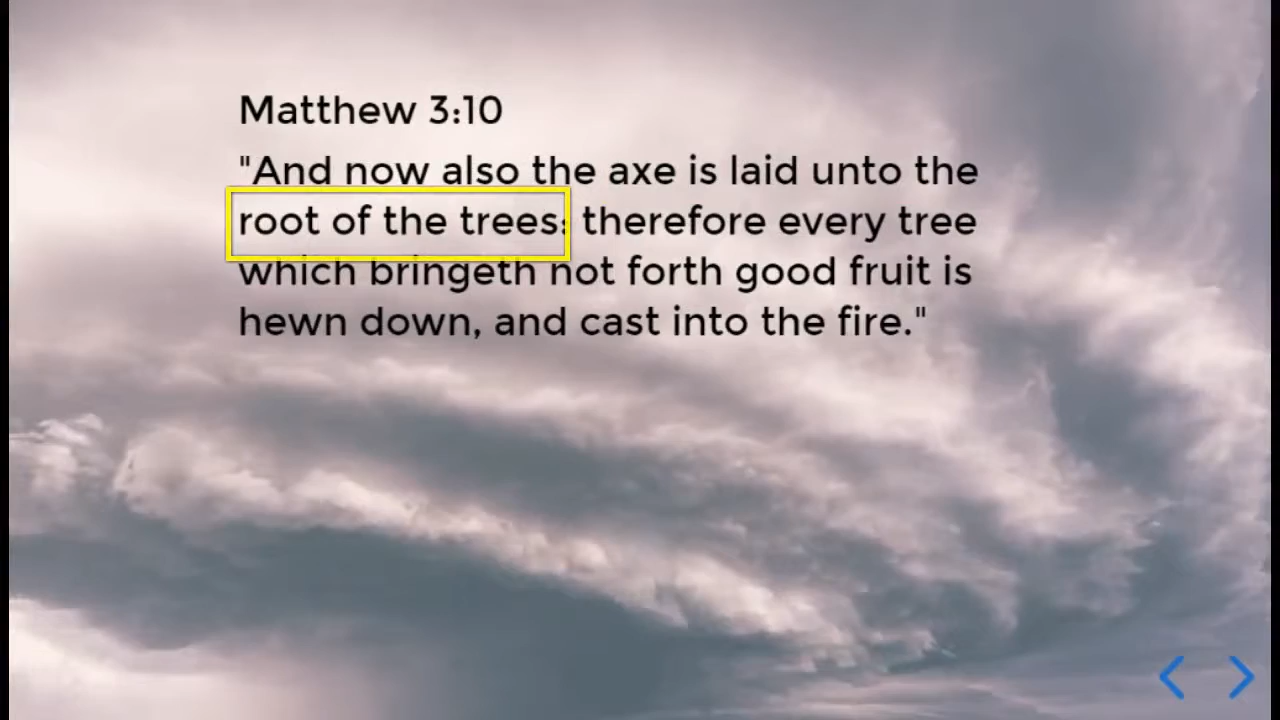 Matthew 3:10
"And now also the axe is laid unto the
root of the trees: therefore every tree
which bringeth not forth good fruit is
hewn down, and cast into the fire."